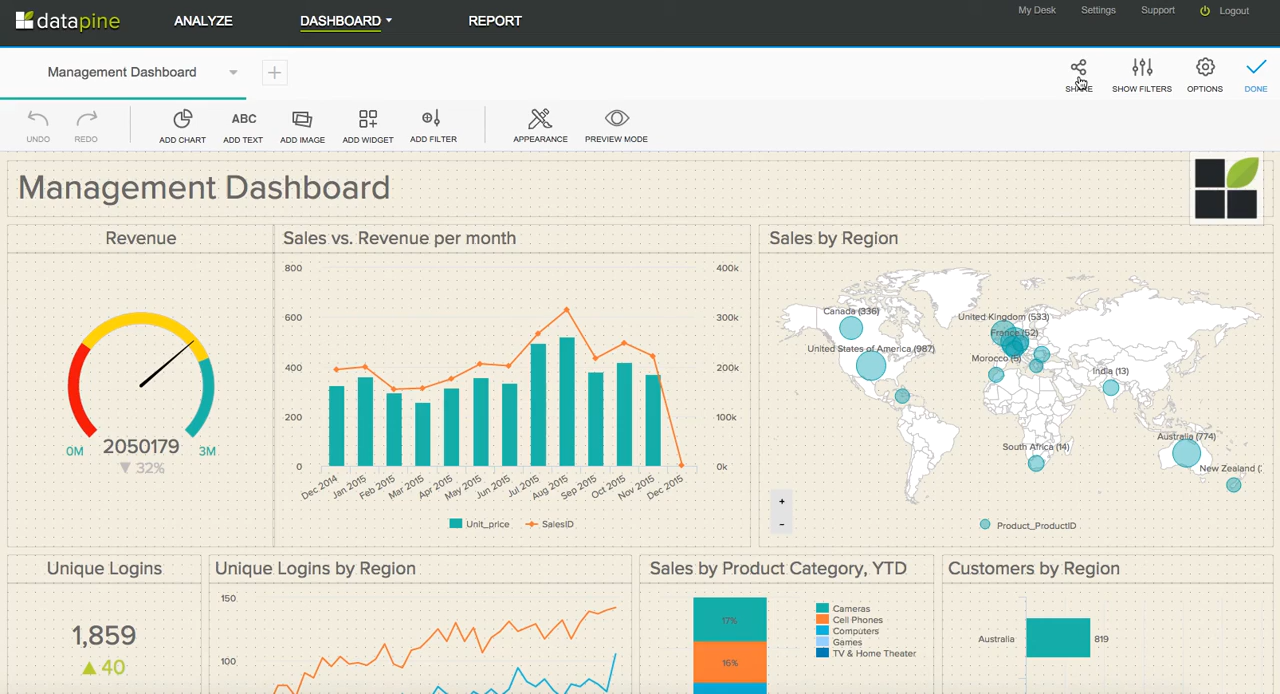 datapine ANALYZE DASHBOARD REPORT My Desk Settings Support Logout
Management Dashboard
SHARE SHOW FILTERS OPTIONS DONE
UNDO REDO ADD CHART ABC ADD TEXT ADD IMAGE ADD WIDGET ADD FILTER APPEARANCE PREVIEW MODE
Management Dashboard
Revenue
0M
2050179
3M
▼ 32%
Sales vs. Revenue per month
800 400k
600 300k
400 200k
200 100k
0 0k
Dec 2014 Jan 2015 Feb 2015 Mar 2015 Apr 2015 May 2015 Jun 2015 Jul 2015 Aug 2015 Sep 2015 Oct 2015 Nov 2015 Dec 2015
Unit_price SalesID
Sales by Region
Canada (336)
United Kingdom (533)
France (52)
United States of America (987)
Morocco (5)
India (13)
Australia (774)
South Africa (14)
New Zealand (
+
-
Product_ProductID
Unique Logins
1,859
▲ 40
Unique Logins by Region
150
100
Sales by Product Category, YTD
17%
16%
Cameras
Cell Phones
Computers
Games
TV & Home Theater
Customers by Region
Australia 819